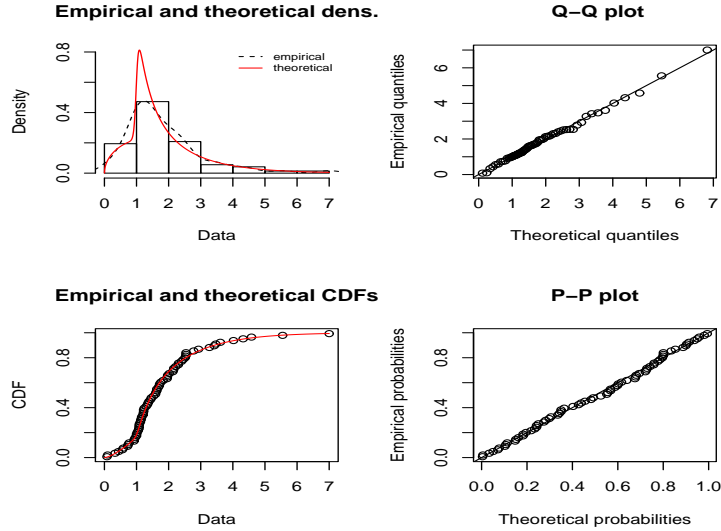 Empirical and theoretical dens.
Density
0.0 0.4 0.8
empirical
theoretical
0 1 2 3 4 5 6 7
Data
Q−Q plot
Empirical quantiles
0 2 4 6
0 1 2 3 4 5 6 7
Theoretical quantiles
Empirical and theoretical CDFs
CDF
0.0 0.4 0.8
0 1 2 3 4 5 6 7
Data
P−P plot
Empirical probabilities
0.0 0.4 0.8
0.0 0.2 0.4 0.6 0.8 1.0
Theoretical probabilities